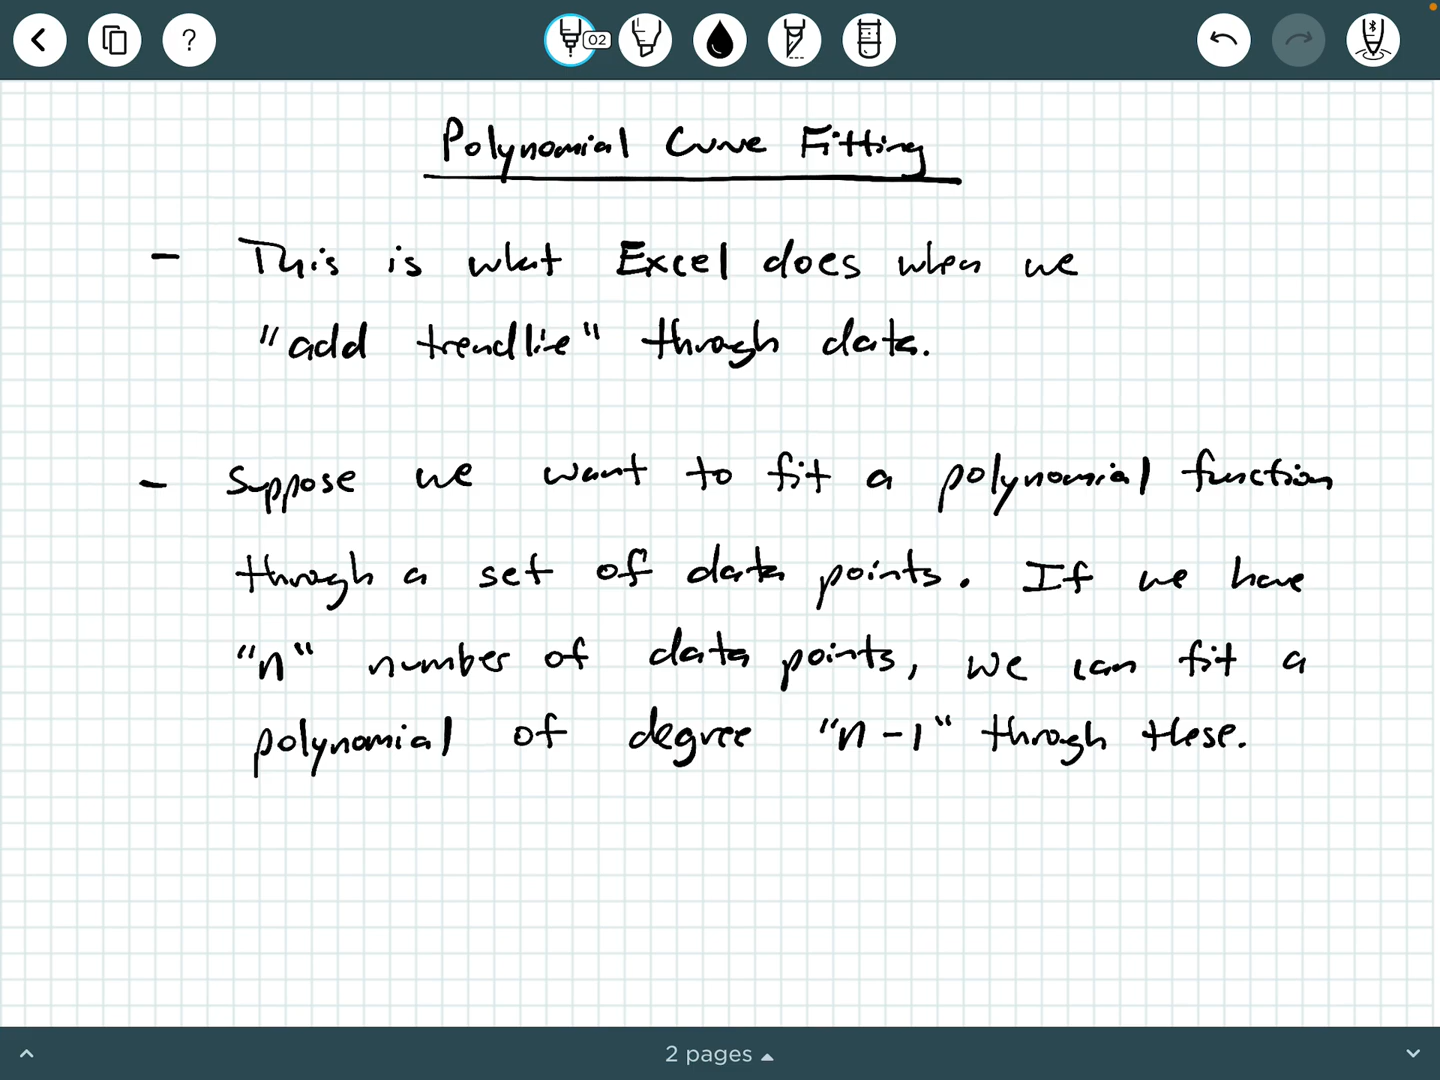 ?
02
Polynomial Curve Fitting
- This is what Excel does when we
"add trendline" through data.
- Suppose we want to fit a polynomial function
through a set of data points. If we have
"n" number of data points, we can fit a
polynomial of degree "n-1" through these.
2 pages